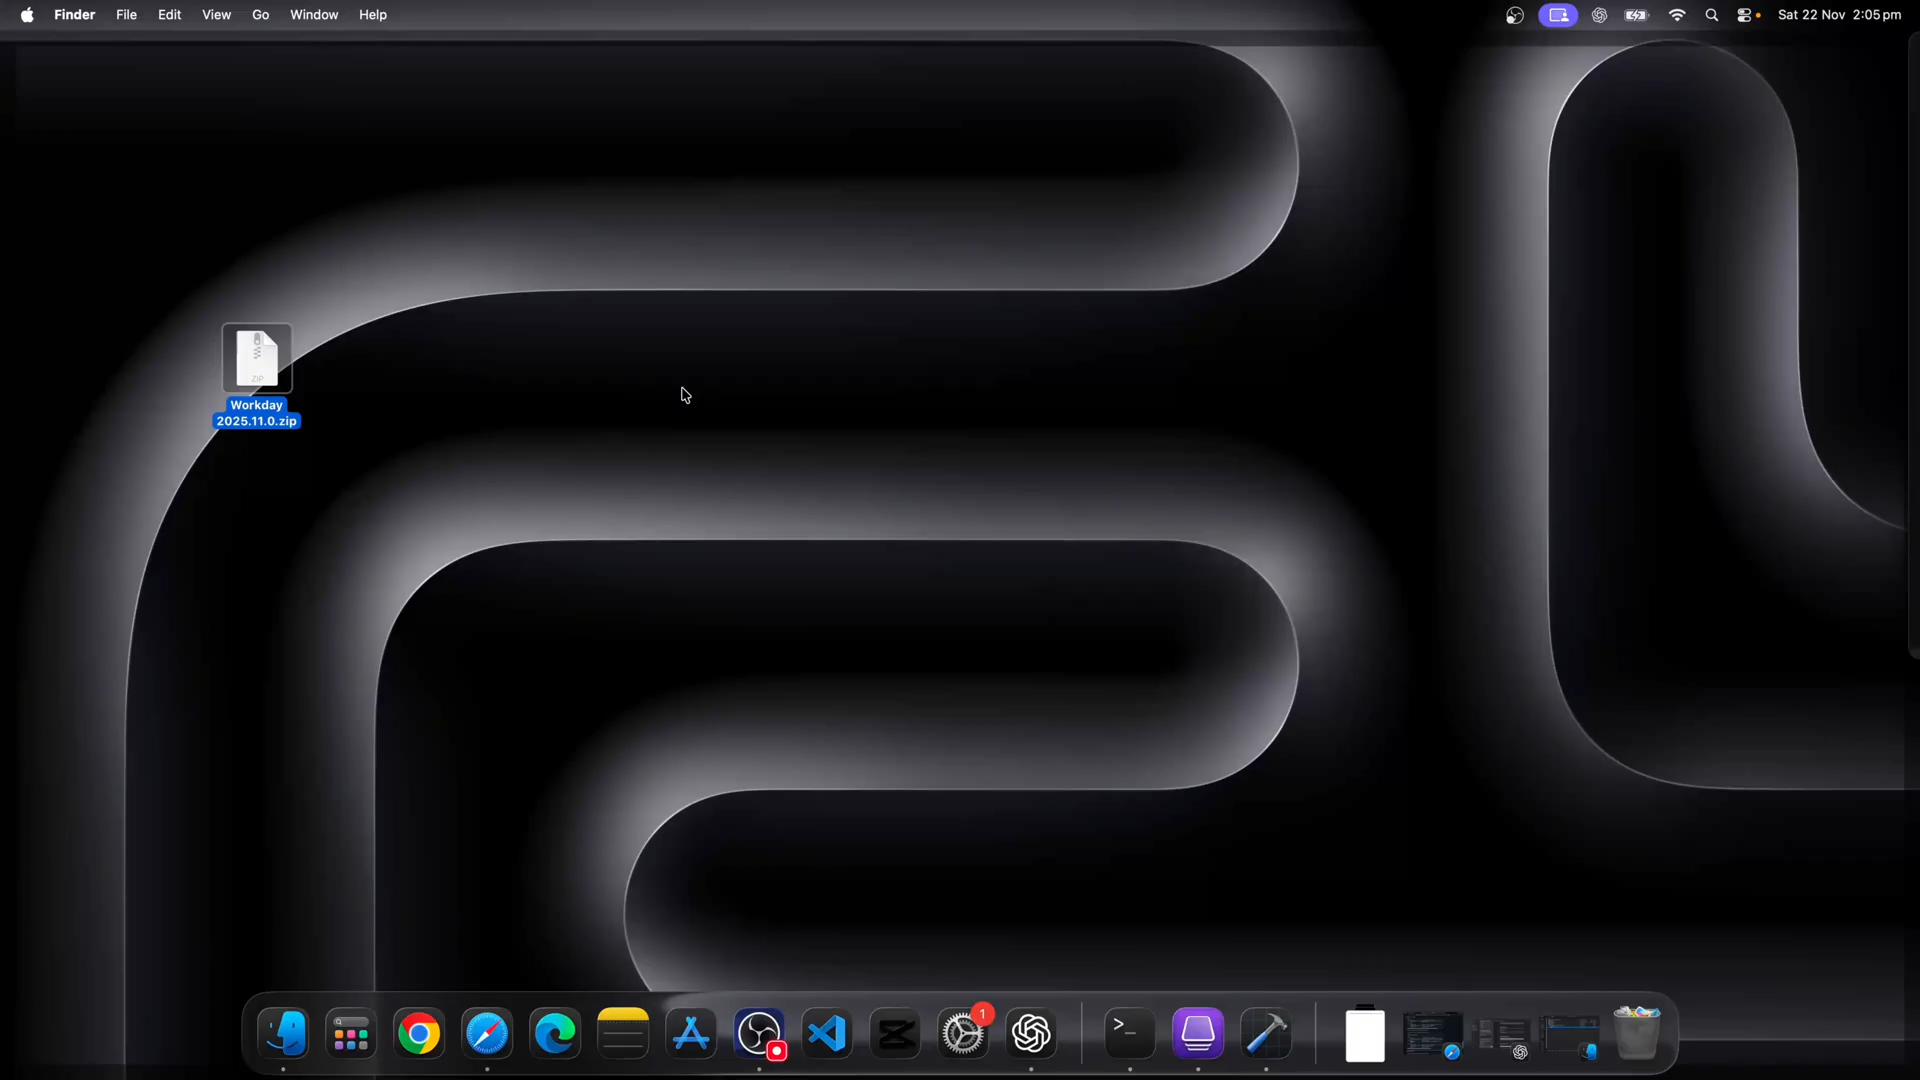 Finder File Edit View Go Window Help
Sat 22 Nov 2:05 pm
ZIP
Workday
2025.11.0.zip
1
>_